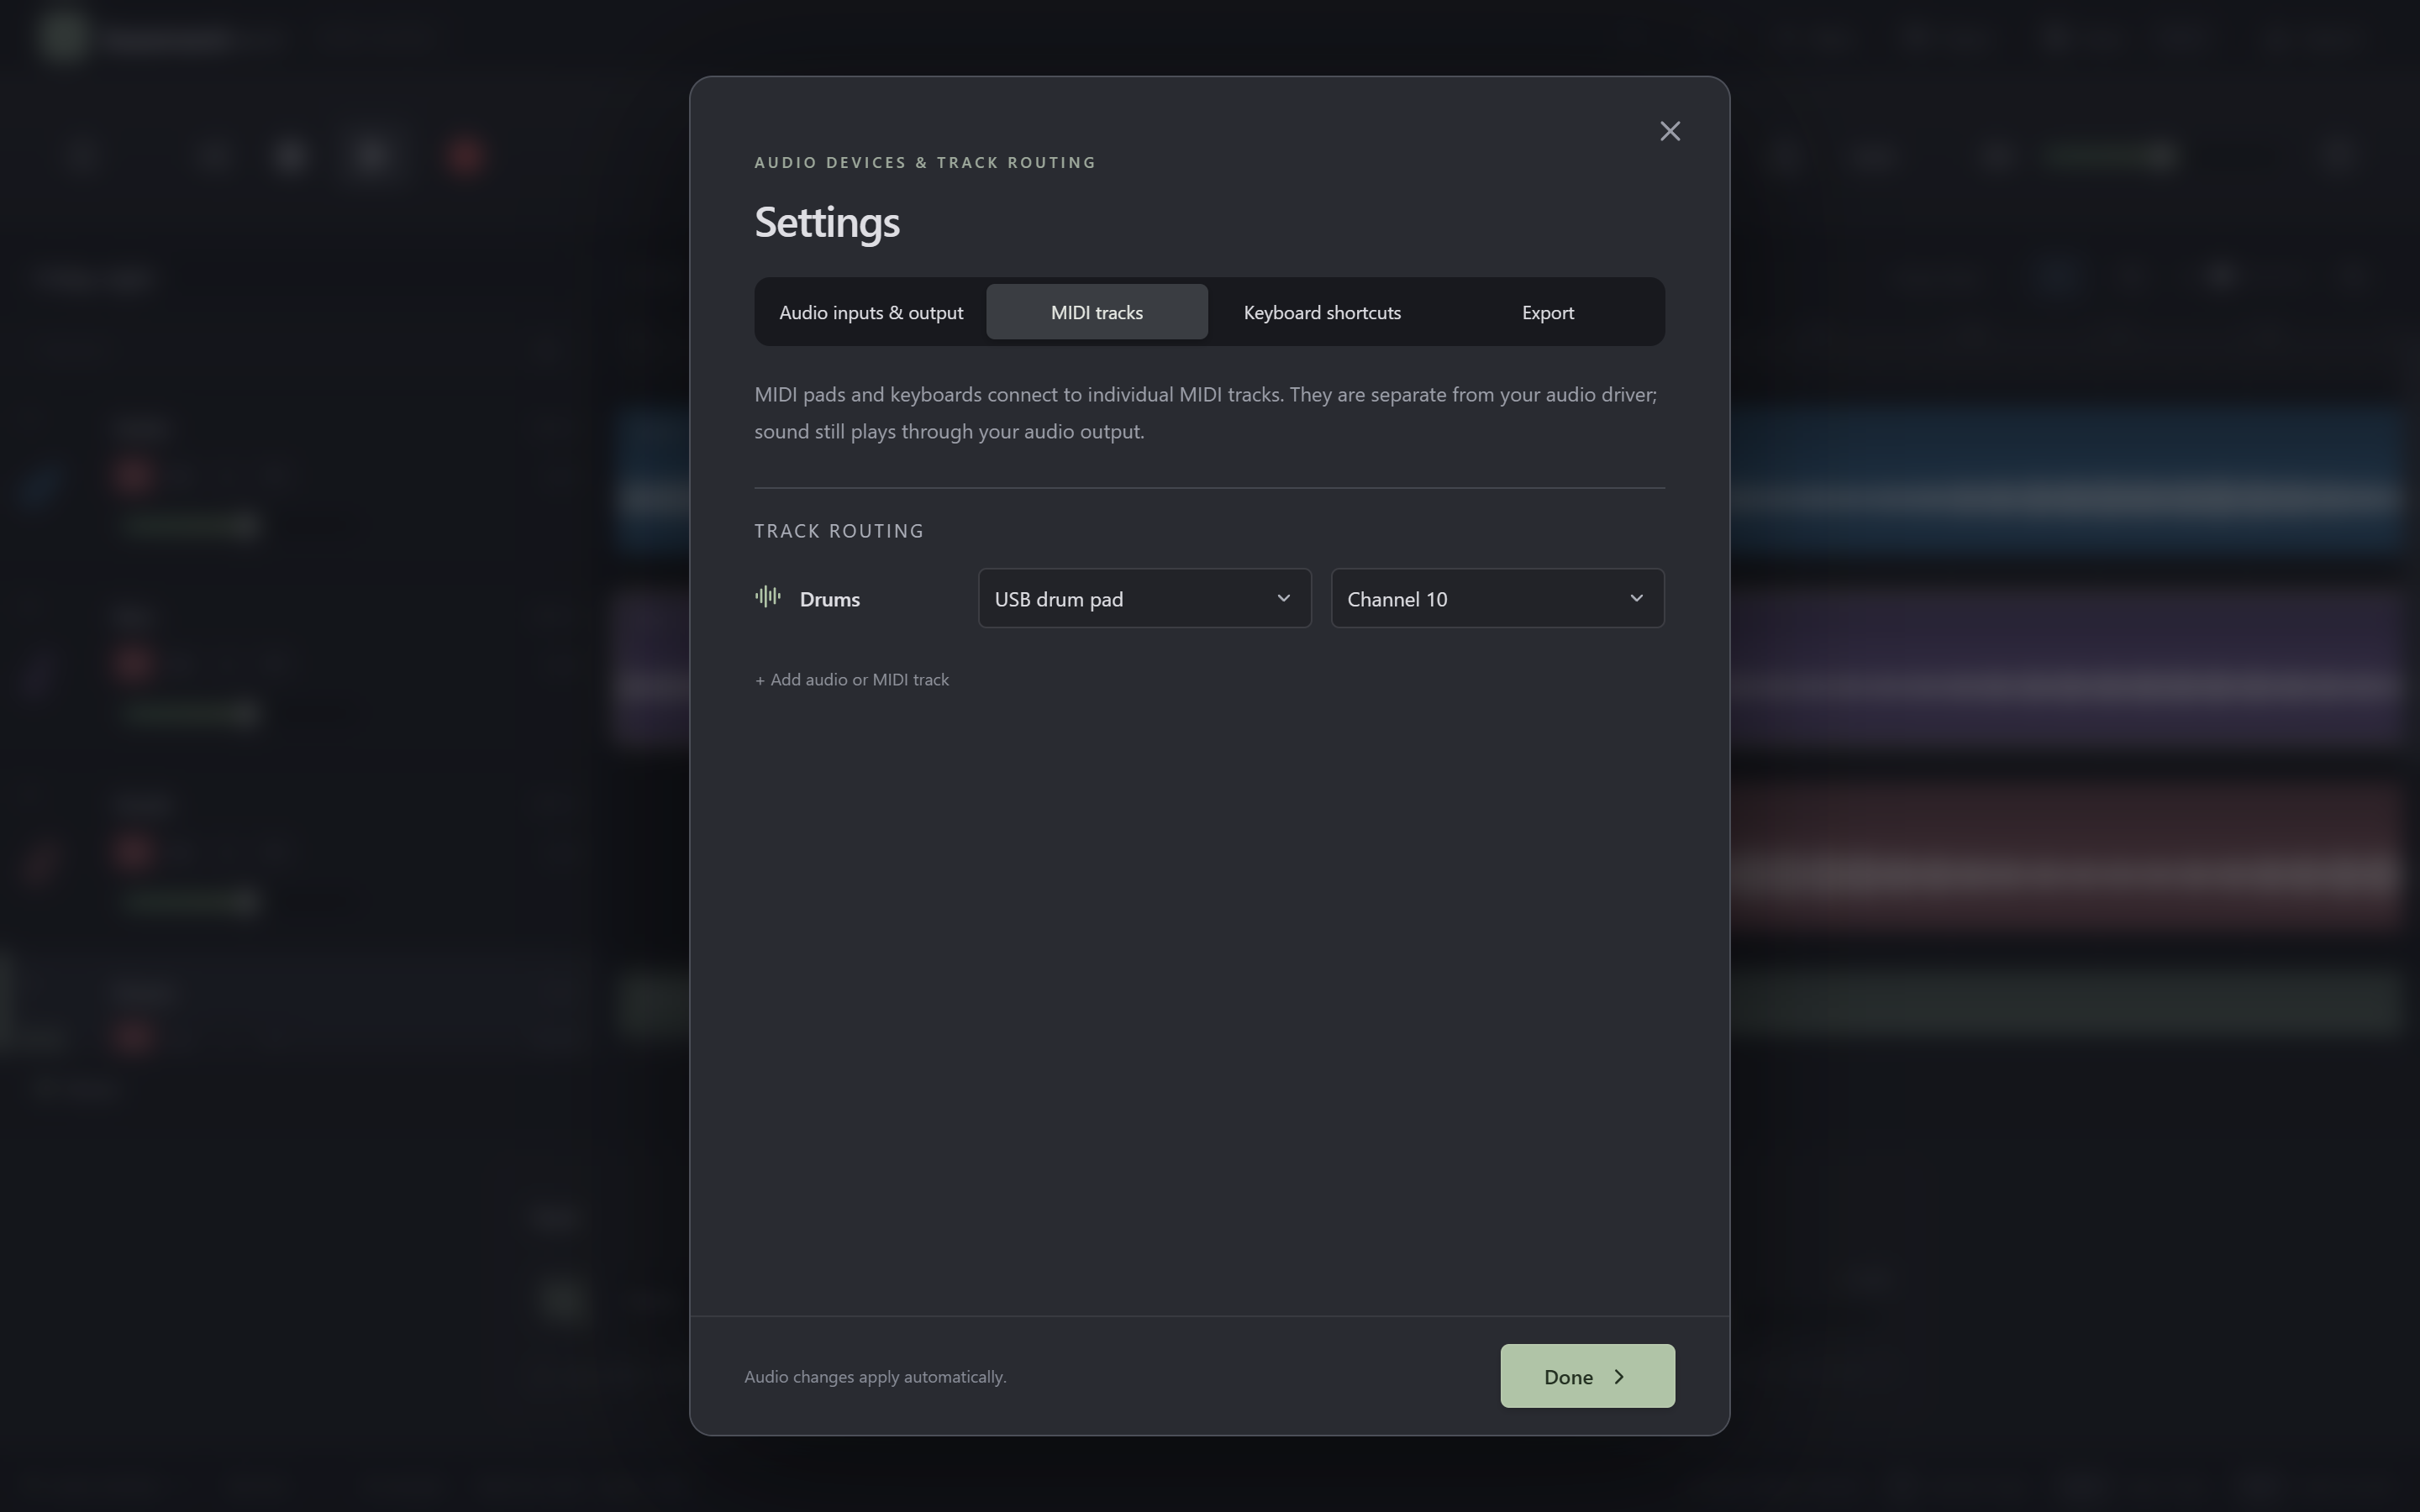 AUDIO DEVICES & TRACK ROUTING
Settings
Audio inputs & output
MIDI tracks
Keyboard shortcuts
Export
MIDI pads and keyboards connect to individual MIDI tracks. They are separate from your audio driver;
sound still plays through your audio output.
TRACK ROUTING
Drums
USB drum pad
Channel 10
+ Add audio or MIDI track
Audio changes apply automatically.
Done